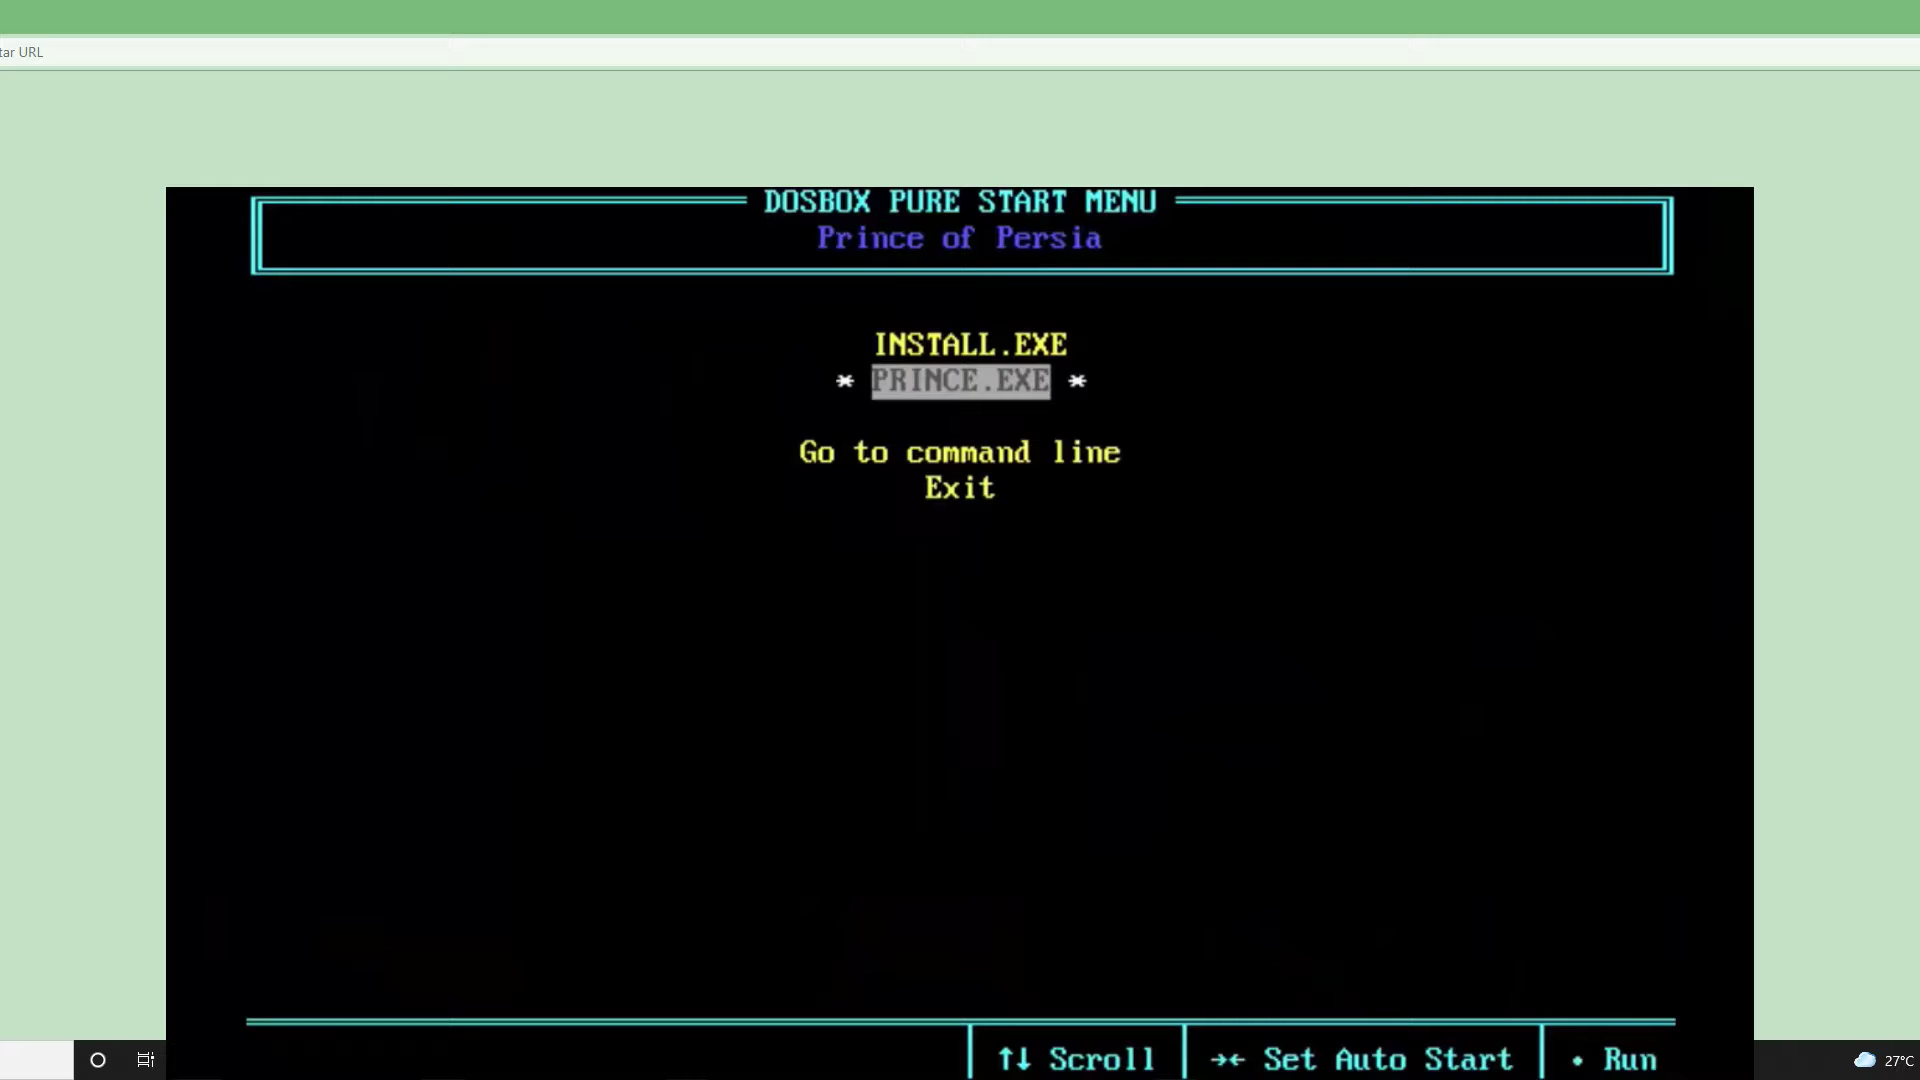 tar URL
DOSBOX PURE START MENU
Prince of Persia
INSTALL.EXE
* PRINCE.EXE *
Go to command line
Exit
↑↓ Scroll
→← Set Auto Start
• Run
27°C